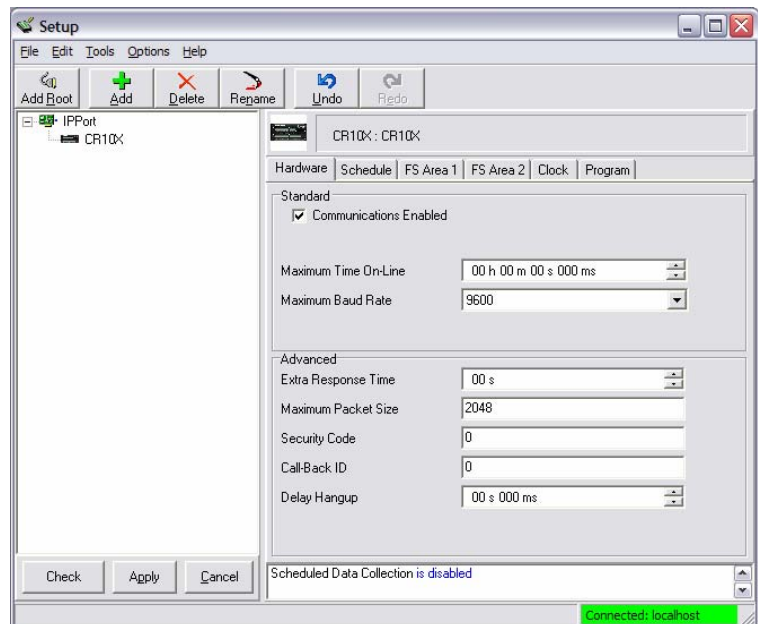 Setup
File Edit Tools Options Help
Add Root Add Delete Rename Undo Redo
IPPort
CR10X
CR10X : CR10X
Hardware Schedule FS Area 1 FS Area 2 Clock Program
Standard
Communications Enabled
Maximum Time On-Line 00 h 00 m 00 s 000 ms
Maximum Baud Rate 9600
Advanced
Extra Response Time 00 s
Maximum Packet Size 2048
Security Code 0
Call-Back ID 0
Delay Hangup 00 s 000 ms
Check Apply Cancel
Scheduled Data Collection is disabled
Connected: localhost